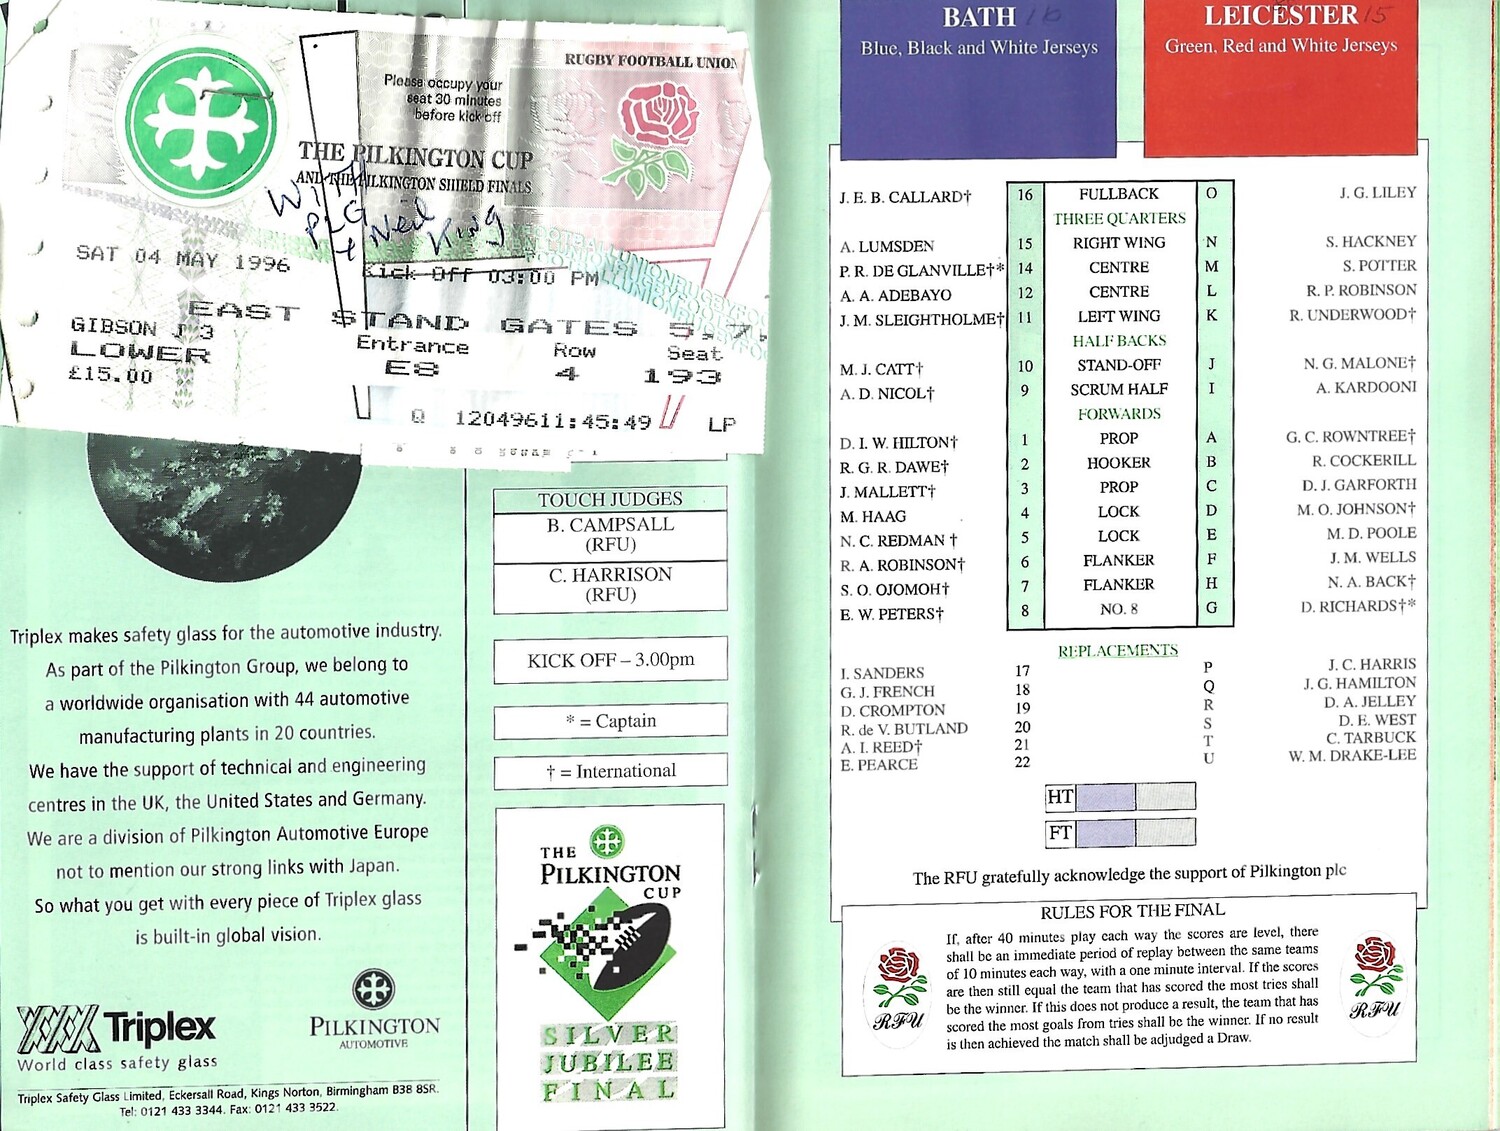 RUGBY FOOTBALL UNION
Please occupy your
seat 30 minutes
before kick off
THE PILKINGTON CUP
AND THE PILKINGTON SHIELD FINALS
With
P&G
+ Neil King
SAT 04 MAY 1996
Kick-Off 03:00 PM
EAST STAND GATES 5,7,
GIBSON J 3
LOWER
£15.00
Entrance
E8
Row
4
Seat
193
Q 12049611:45:49 LP
Triplex makes safety glass for the automotive industry.
As part of the Pilkington Group, we belong to
a worldwide organisation with 44 automotive
manufacturing plants in 20 countries.
We have the support of technical and engineering
centres in the UK, the United States and Germany.
We are a division of Pilkington Automotive Europe
not to mention our strong links with Japan.
So what you get with every piece of Triplex glass
is built-in global vision.
Triplex
World class safety glass
PILKINGTON
AUTOMOTIVE
Triplex Safety Glass Limited, Eckersall Road, Kings Norton, Birmingham B38 8SR.
Tel: 0121 433 3344. Fax: 0121 433 3522.
TOUCH JUDGES
B. CAMPSALL
(RFU)
C. HARRISON
(RFU)
KICK OFF – 3.00pm
* = Captain
† = International
THE
PILKINGTON
CUP
SILVER
JUBILEE
FINAL
BATH 16
Blue, Black and White Jerseys
LEICESTER 15
Green, Red and White Jerseys
J. E. B. CALLARD† 16 FULLBACK O J. G. LILEY
THREE QUARTERS
A. LUMSDEN 15 RIGHT WING N S. HACKNEY
P. R. DE GLANVILLE†* 14 CENTRE M S. POTTER
A. A. ADEBAYO 12 CENTRE L R. P. ROBINSON
J. M. SLEIGHTHOLME† 11 LEFT WING K R. UNDERWOOD†
HALF BACKS
M. J. CATT† 10 STAND-OFF J N. G. MALONE†
A. D. NICOL† 9 SCRUM HALF I A. KARDOONI
FORWARDS
D. I. W. HILTON† 1 PROP A G. C. ROWNTREE†
R. G. R. DAWE† 2 HOOKER B R. COCKERILL
J. MALLETT† 3 PROP C D. J. GARFORTH
M. HAAG 4 LOCK D M. O. JOHNSON†
N. C. REDMAN † 5 LOCK E M. D. POOLE
R. A. ROBINSON† 6 FLANKER F J. M. WELLS
S. O. OJOMOH† 7 FLANKER H N. A. BACK†
E. W. PETERS† 8 NO. 8 G D. RICHARDS†*
REPLACEMENTS
I. SANDERS 17 P J. C. HARRIS
G. J. FRENCH 18 Q J. G. HAMILTON
D. CROMPTON 19 R D. A. JELLEY
R. de V. BUTLAND 20 S D. E. WEST
A. I. REED† 21 T C. TARBUCK
E. PEARCE 22 U W. M. DRAKE-LEE
HT
FT
The RFU gratefully acknowledge the support of Pilkington plc
RULES FOR THE FINAL
If, after 40 minutes play each way the scores are level, there
shall be an immediate period of replay between the same teams
of 10 minutes each way, with a one minute interval. If the scores
are then still equal the team that has scored the most tries shall
be the winner. If this does not produce a result, the team that has
scored the most goals from tries shall be the winner. If no result
is then achieved the match shall be adjudged a Draw.
RFU
RFU